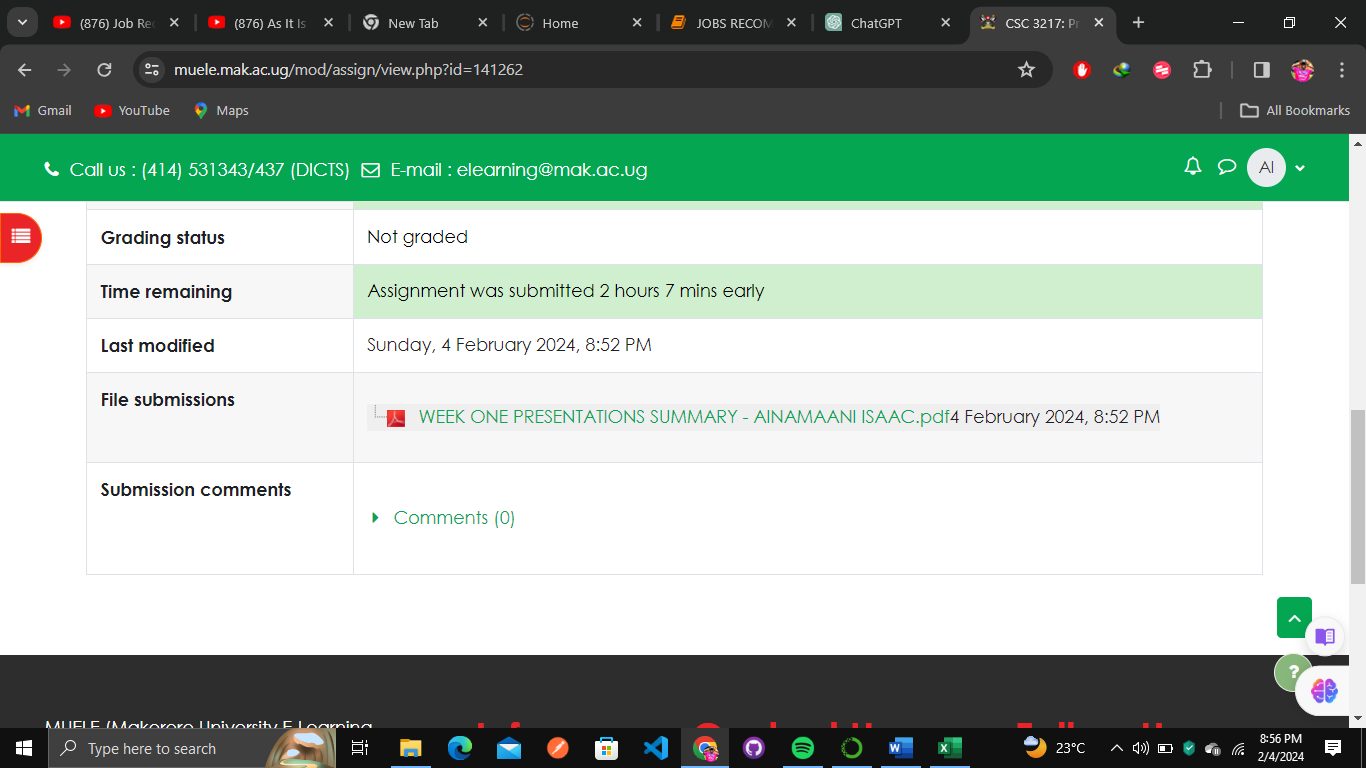 (876) Job Re
(876) As It Is
New Tab
Home
JOBS RECOM
ChatGPT
CSC 3217: Pr
muele.mak.ac.ug/mod/assign/view.php?id=141262
Gmail
YouTube
Maps
All Bookmarks
Call us : (414) 531343/437 (DICTS)
E-mail : elearning@mak.ac.ug
AI
Grading status
Not graded
Time remaining
Assignment was submitted 2 hours 7 mins early
Last modified
Sunday, 4 February 2024, 8:52 PM
File submissions
WEEK ONE PRESENTATIONS SUMMARY - AINAMAANI ISAAC.pdf4 February 2024, 8:52 PM
Submission comments
Comments (0)
?
MUELE (Makerere University E-Learning
Type here to search
23°C
8:56 PM
2/4/2024